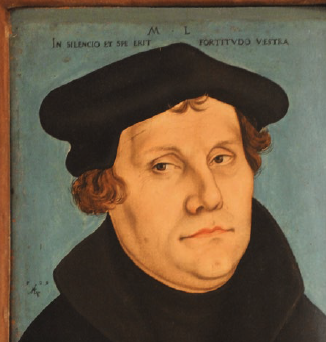 M L
IN SILENCIO ET SPE ERIT FORTITVDO VESTRA